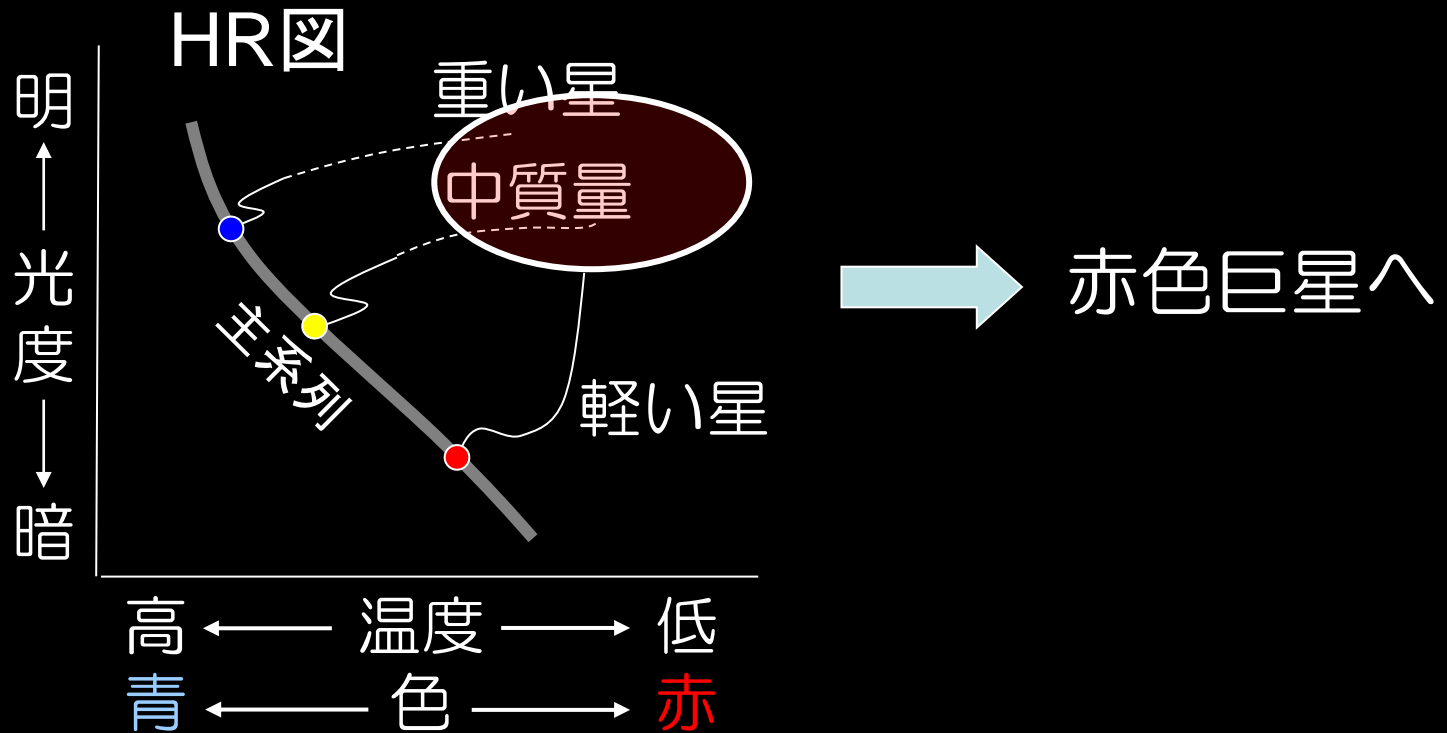 HR図
明
光度
暗
重い星
中質量
主系列
軽い星
赤色巨星へ
高 温度 低
青 色 赤